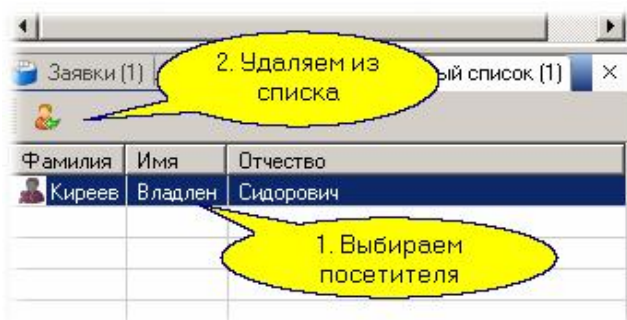 Заявки (1)
ый список (1)
2. Удаляем из
списка
Фамилия Имя Отчество
Киреев Владлен Сидорович
1. Выбираем
посетителя